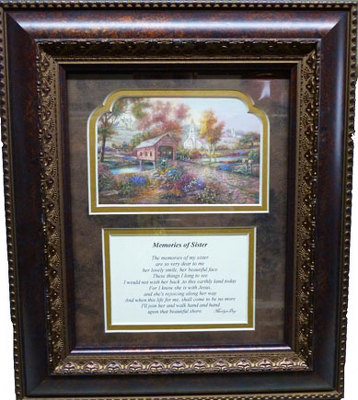 Memories of Sister
The memories of my sister
are so very dear to me
her lovely smile, her beautiful face
These things I long to see
I would not wish her back to this earthly land today
For I know she is with Jesus,
and she's rejoicing along her way
And when this life for me, shall come to be no more
I'll join her and walk hand and hand
upon that beautiful shore.